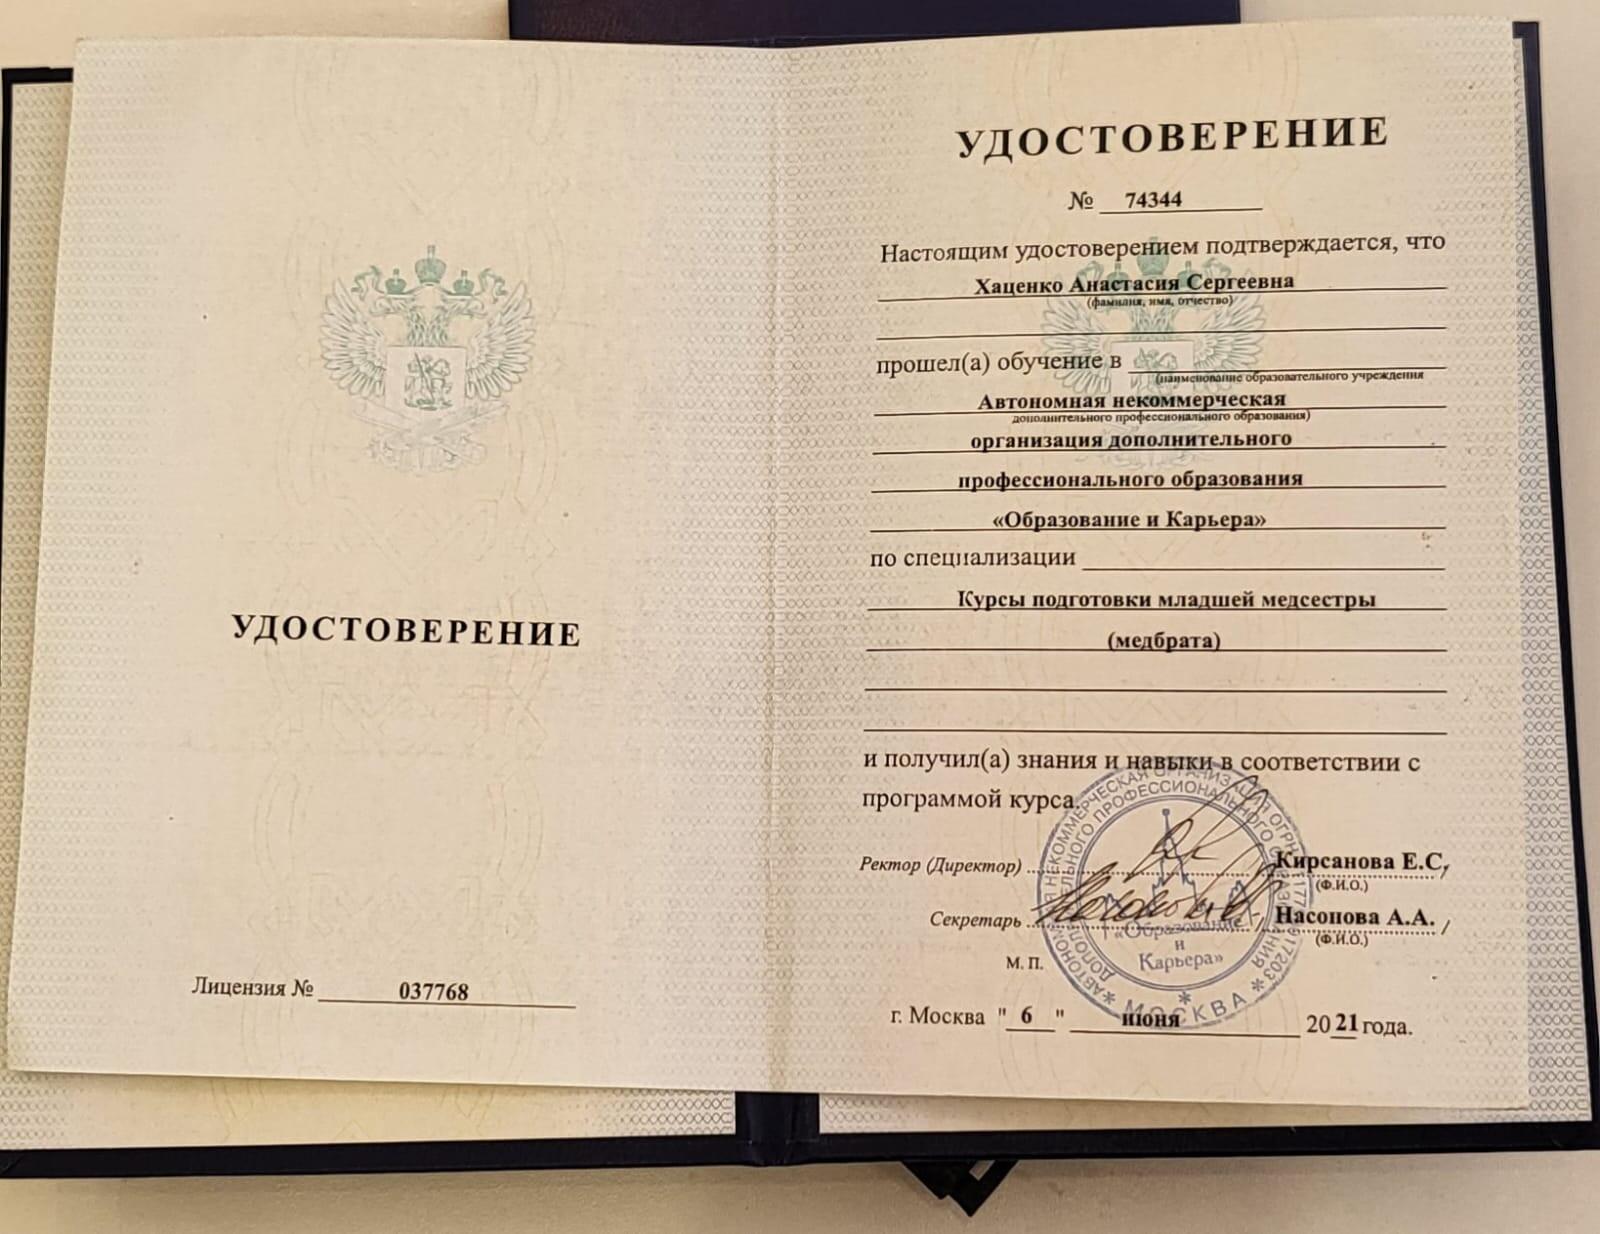 УДОСТОВЕРЕНИЕ
Лицензия № 037768
УДОСТОВЕРЕНИЕ
№ 74344
Настоящим удостоверением подтверждается, что
Хаценко Анастасия Сергеевна
(фамилия, имя, отчество)
прошел(а) обучение в
(наименование образовательного учреждения
Автономная некоммерческая
дополнительного профессионального образования)
организация дополнительного
профессионального образования
«Образование и Карьера»
по специализации
Курсы подготовки младшей медсестры
(медбрата)
и получил(а) знания и навыки в соответствии с
программой курса.
Ректор (Директор) Кирсанова Е.С./
(Ф.И.О.)
Секретарь / Насонова А.А. /
(Ф.И.О.)
«Образование
и
Карьера»
МОСКВА
М. П.
г. Москва "6" июня 2021 года.